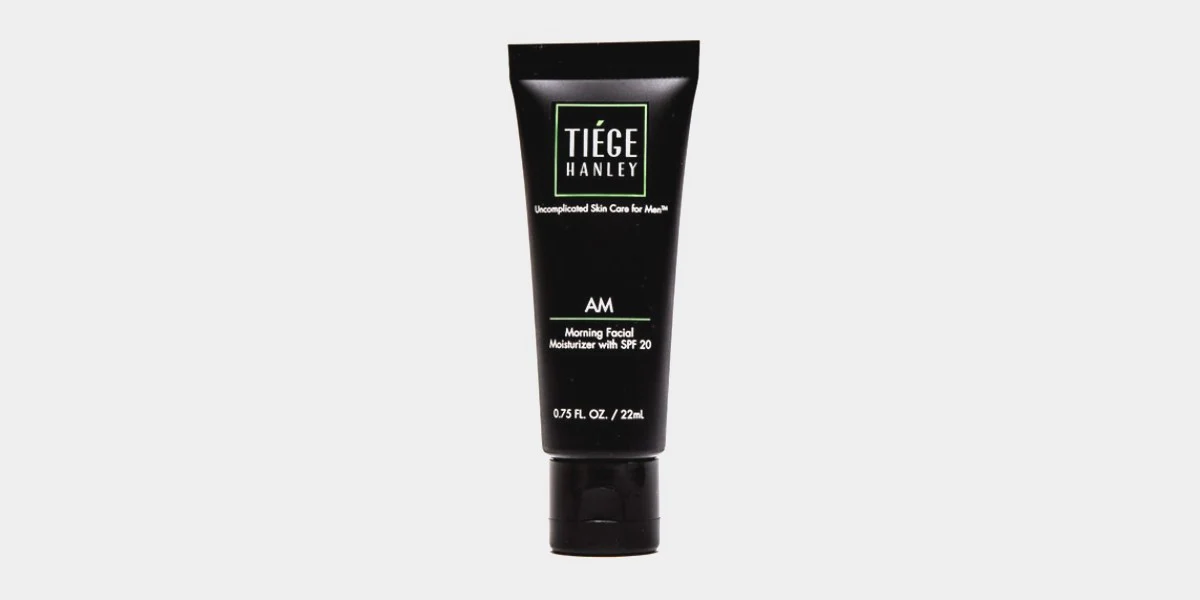 TIÉGE
HANLEY
Uncomplicated Skin Care for Men™
AM
Morning Facial
Moisturizer with SPF 20
0.75 FL. OZ. / 22mL